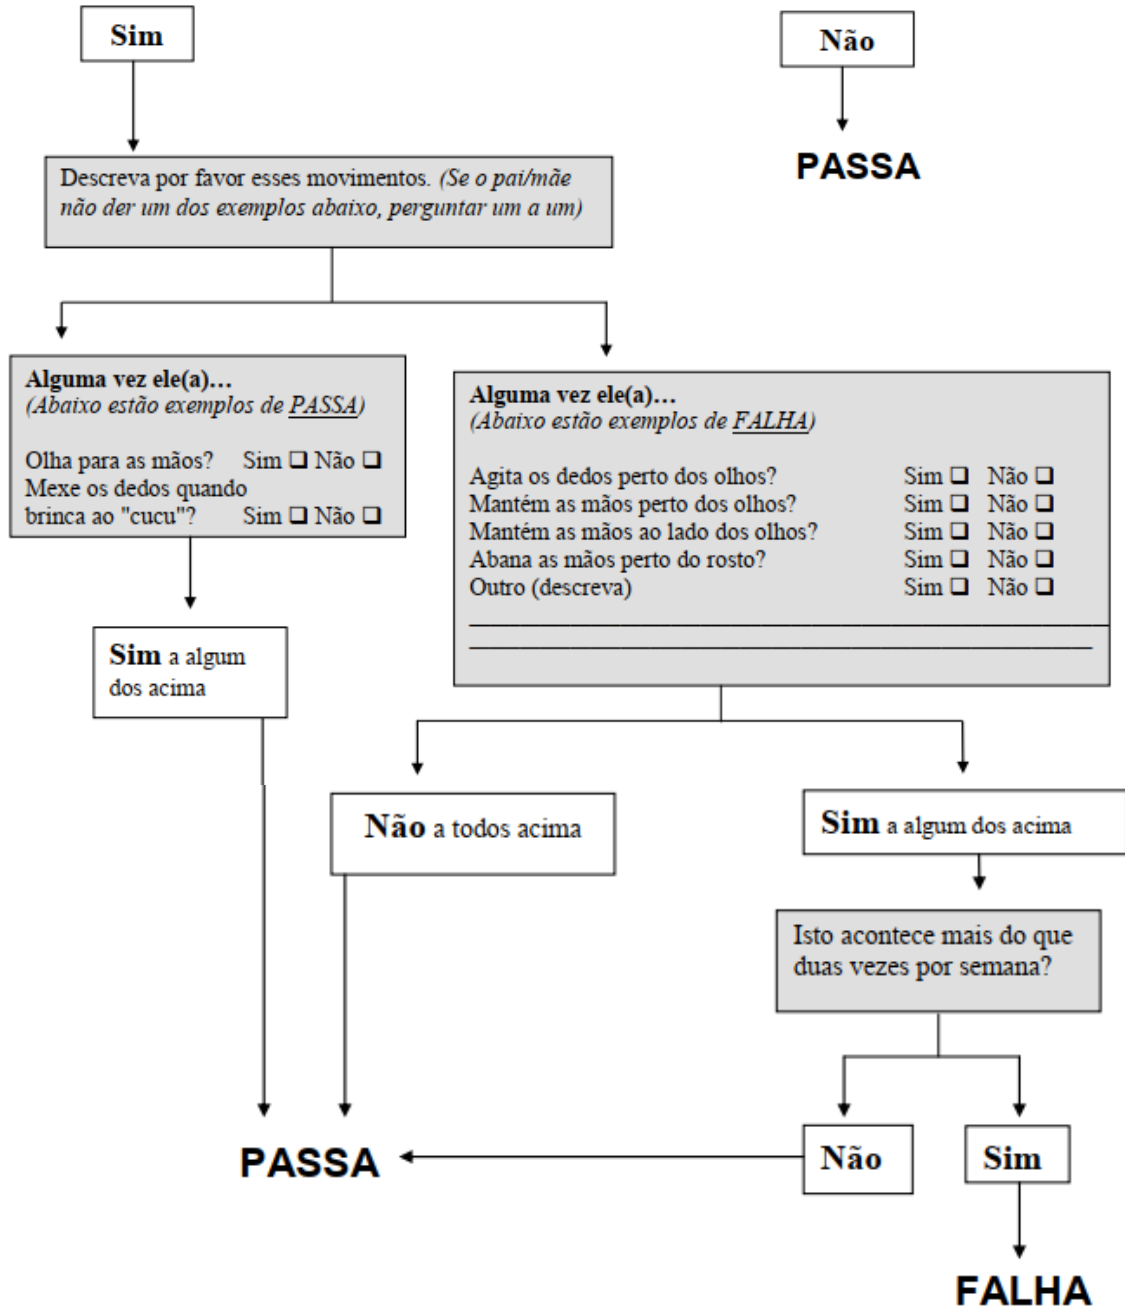 Sim
Não
PASSA
Descreva por favor esses movimentos. (Se o pai/mãe
não der um dos exemplos abaixo, perguntar um a um)
Alguma vez ele(a)…
(Abaixo estão exemplos de PASSA)
Olha para as mãos? Sim ❑ Não ❑
Mexe os dedos quando
brinca ao "cucu"? Sim ❑ Não ❑
Alguma vez ele(a)…
(Abaixo estão exemplos de FALHA)
Agita os dedos perto dos olhos? Sim ❑ Não ❑
Mantém as mãos perto dos olhos? Sim ❑ Não ❑
Mantém as mãos ao lado dos olhos? Sim ❑ Não ❑
Abana as mãos perto do rosto? Sim ❑ Não ❑
Outro (descreva) Sim ❑ Não ❑
Sim a algum
dos acima
Não a todos acima
Sim a algum dos acima
Isto acontece mais do que
duas vezes por semana?
PASSA
Não
Sim
FALHA